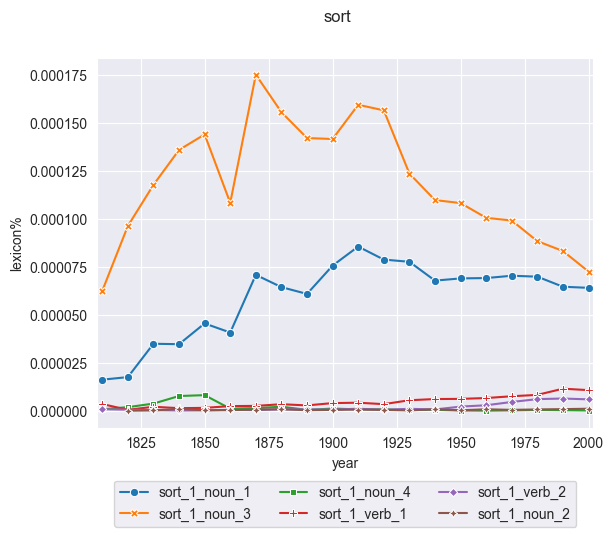 sort
0.000175
0.000150
0.000125
0.000100
0.000075
0.000050
0.000025
0.000000
lexicon%
1825 1850 1875 1900 1925 1950 1975 2000
year
sort_1_noun_1 sort_1_noun_4 sort_1_verb_2
sort_1_noun_3 sort_1_verb_1 sort_1_noun_2